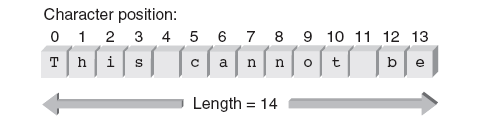 Character position:
0 1 2 3 4 5 6 7 8 9 10 11 12 13
T h i s c a n n o t b e
Length = 14